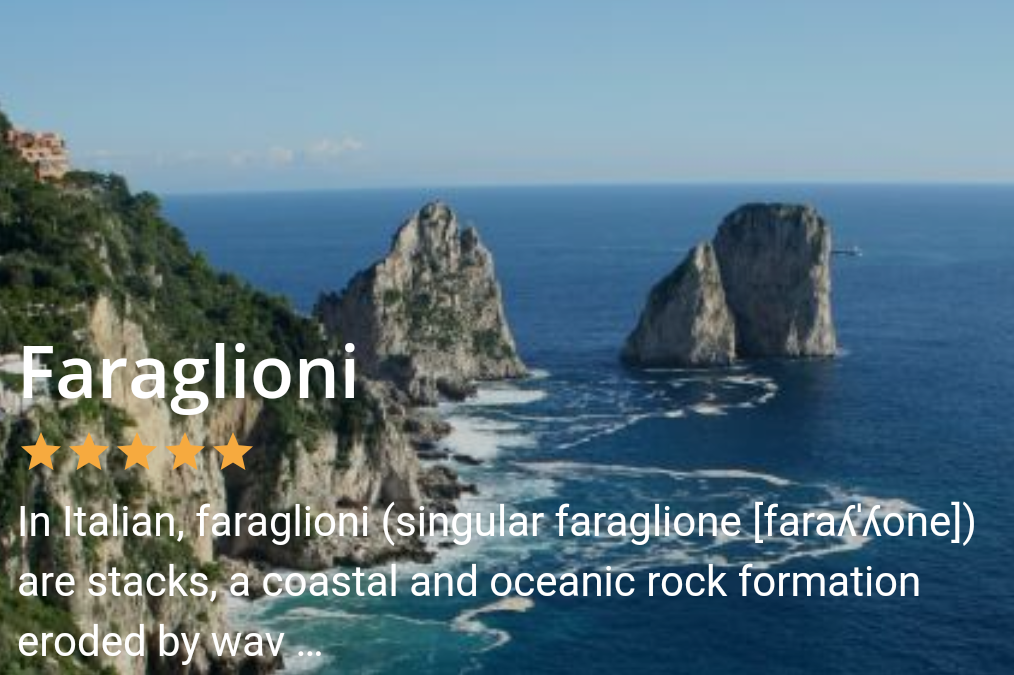 Faraglioni
In Italian, faraglioni (singular faraglione [faraʎˈʎone])
are stacks, a coastal and oceanic rock formation
eroded by wav ...